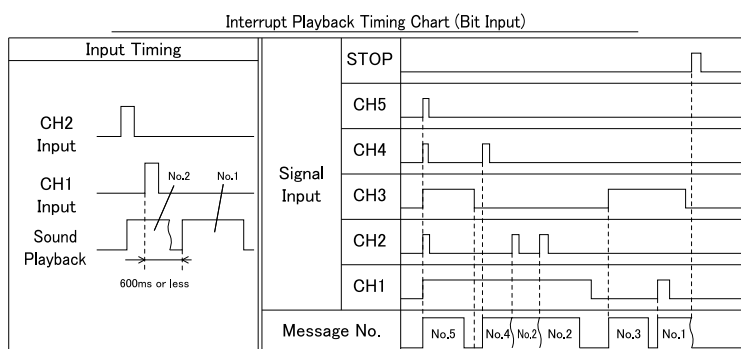 Interrupt Playback Timing Chart (Bit Input)
Input Timing
CH2
Input
CH1
Input
Sound
Playback
No.2
No.1
600ms or less
Signal
Input
STOP
CH5
CH4
CH3
CH2
CH1
Message No.
No.5
No.4
No.2
No.2
No.3
No.1